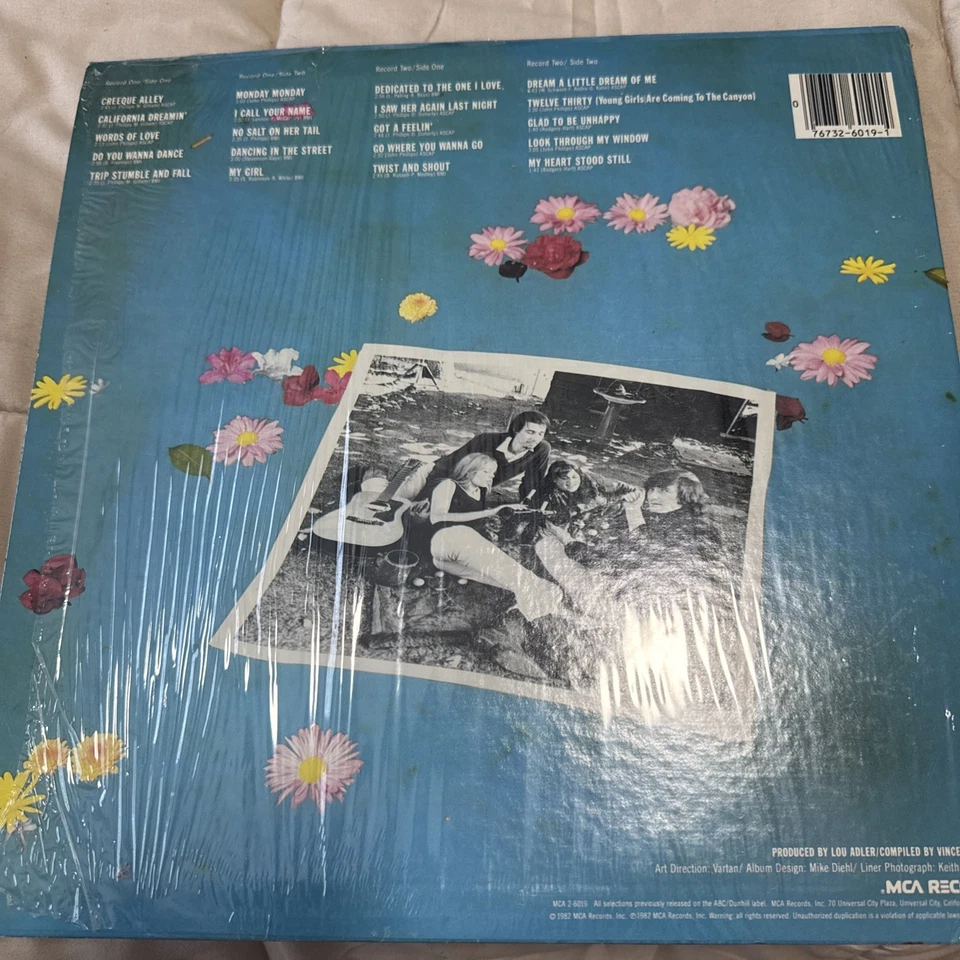 Record One/Side One
CREEQUE ALLEY
CALIFORNIA DREAMIN'
WORDS OF LOVE
DO YOU WANNA DANCE
TRIP STUMBLE AND FALL
Record One/Side Two
MONDAY MONDAY
I CALL YOUR NAME
NO SALT ON HER TAIL
DANCING IN THE STREET
MY GIRL
Record Two/Side One
DEDICATED TO THE ONE I LOVE
I SAW HER AGAIN LAST NIGHT
GOT A FEELIN'
GO WHERE YOU WANNA GO
TWIST AND SHOUT
Record Two/ Side Two
DREAM A LITTLE DREAM OF ME
TWELVE THIRTY (Young Girls Are Coming To The Canyon)
GLAD TO BE UNHAPPY
LOOK THROUGH MY WINDOW
MY HEART STOOD STILL
0
76732-6019-1
PRODUCED BY LOU ADLER/COMPILED BY VINCE
Art Direction: Vartan/ Album Design: Mike Diehl/ Liner Photograph: Keith
MCA REC
MCA 2-6019 All selections previously released on the ABC/Dunhill label. MCA Records, Inc. 70 Universal City Plaza, Universal City, Califo
© 1982 MCA Records, Inc. ℗ 1982 MCA Records, Inc. Warning: all rights reserved. Unauthorized duplication is a violation of applicable laws.